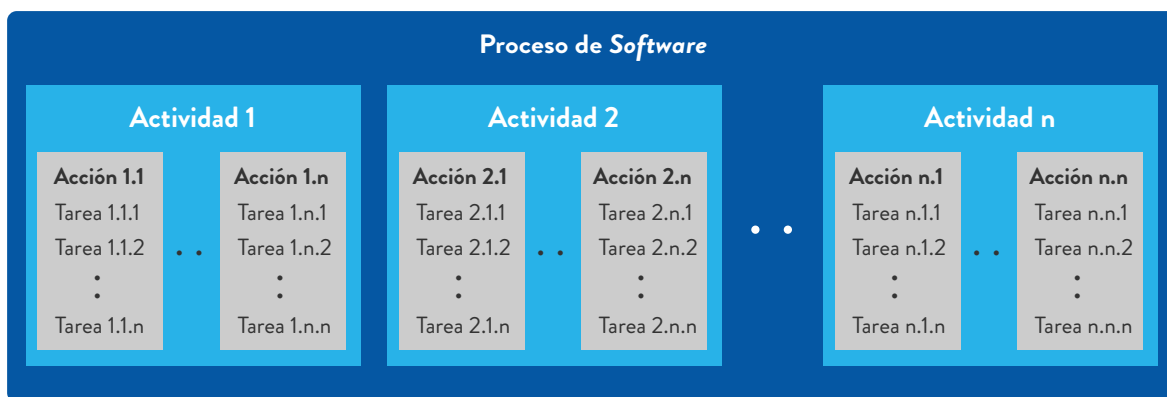 Proceso de Software
Actividad 1
Acción 1.1
Tarea 1.1.1
Tarea 1.1.2
Tarea 1.1.n
Acción 1.n
Tarea 1.n.1
Tarea 1.n.2
Tarea 1.n.n
Actividad 2
Acción 2.1
Tarea 2.1.1
Tarea 2.1.2
Tarea 2.1.n
Acción 2.n
Tarea 2.n.1
Tarea 2.n.2
Tarea 2.n.n
Actividad n
Acción n.1
Tarea n.1.1
Tarea n.1.2
Tarea n.1.n
Acción n.n
Tarea n.n.1
Tarea n.n.2
Tarea n.n.n